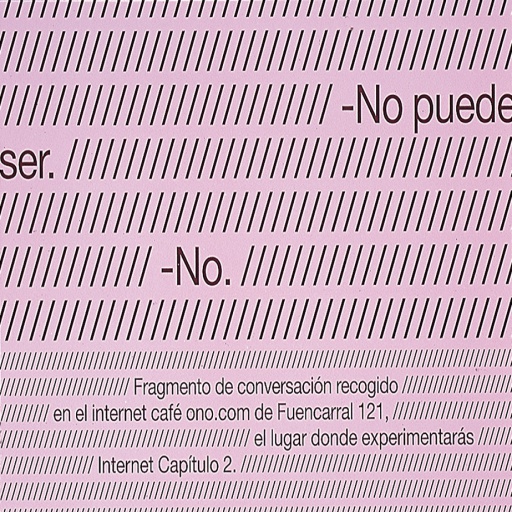 -No puede
ser.
-No.
Fragmento de conversación recogido
en el internet café ono.com de Fuencarral 121,
el lugar donde experimentarás
Internet Capítulo 2.